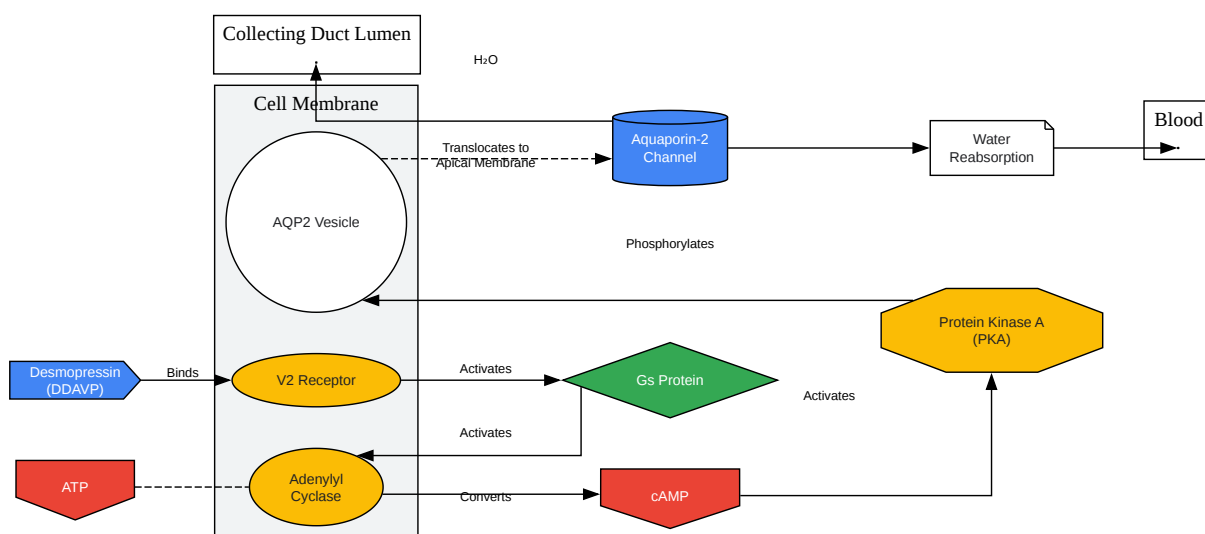 Collecting Duct Lumen
H₂O
Cell Membrane
Translocates to
Apical Membrane
Aquaporin-2
Channel
Water
Reabsorption
Blood
AQP2 Vesicle
Phosphorylates
Protein Kinase A
(PKA)
Desmopressin
(DDAVP)
Binds
V2 Receptor
Activates
Gs Protein
Activates
Activates
ATP
Adenylyl
Cyclase
Converts
cAMP